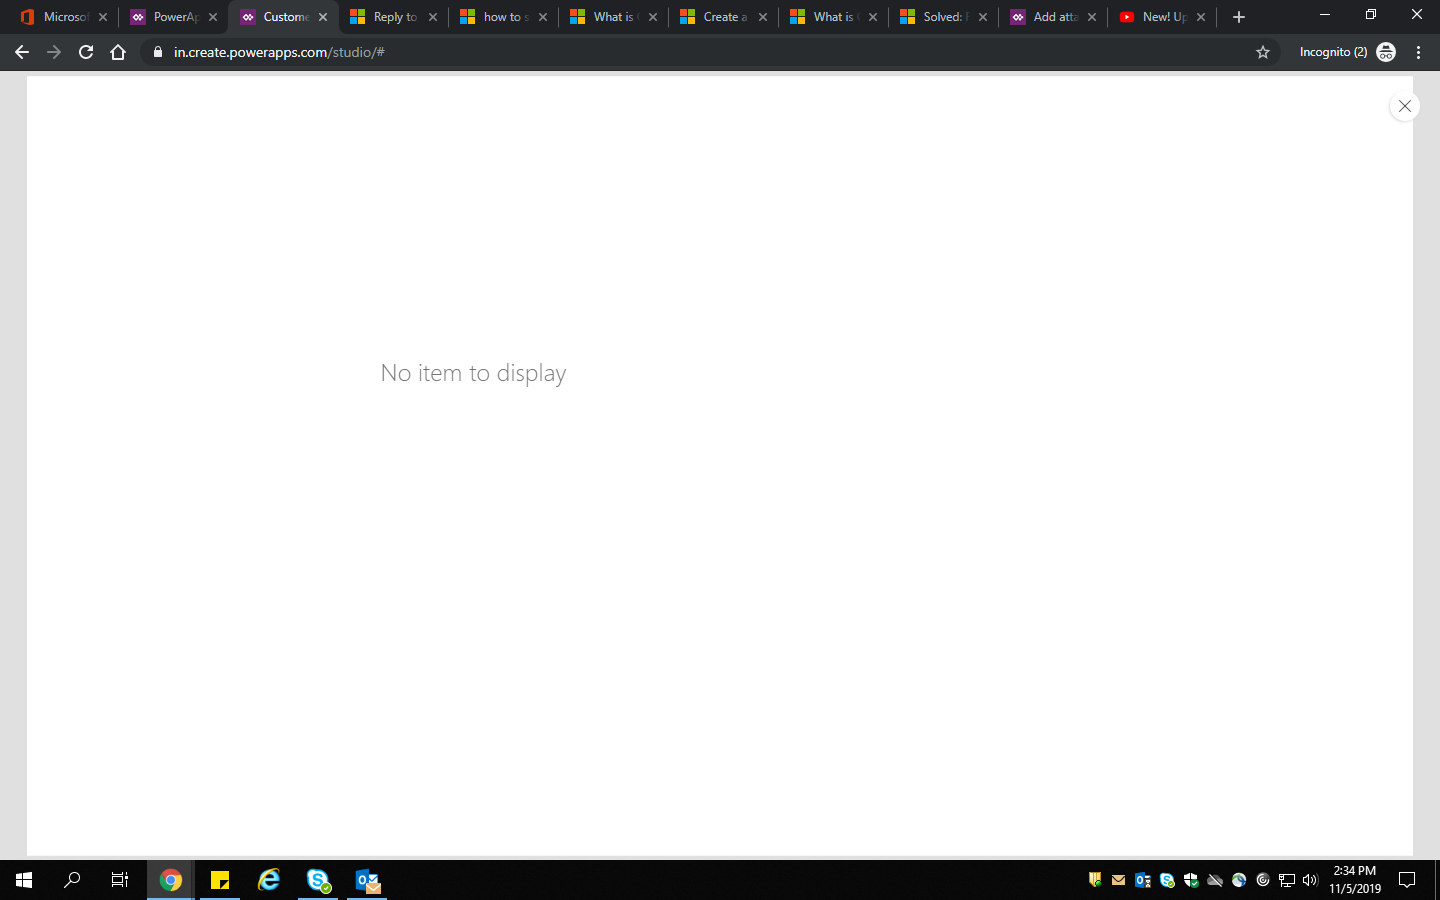 Microsof
PowerAp
Custome
Reply to
how to s
What is
Create a
What is
Solved:
Add atta
New! Up
in.create.powerapps.com/studio/#
Incognito (2)
No item to display
2:34 PM
11/5/2019